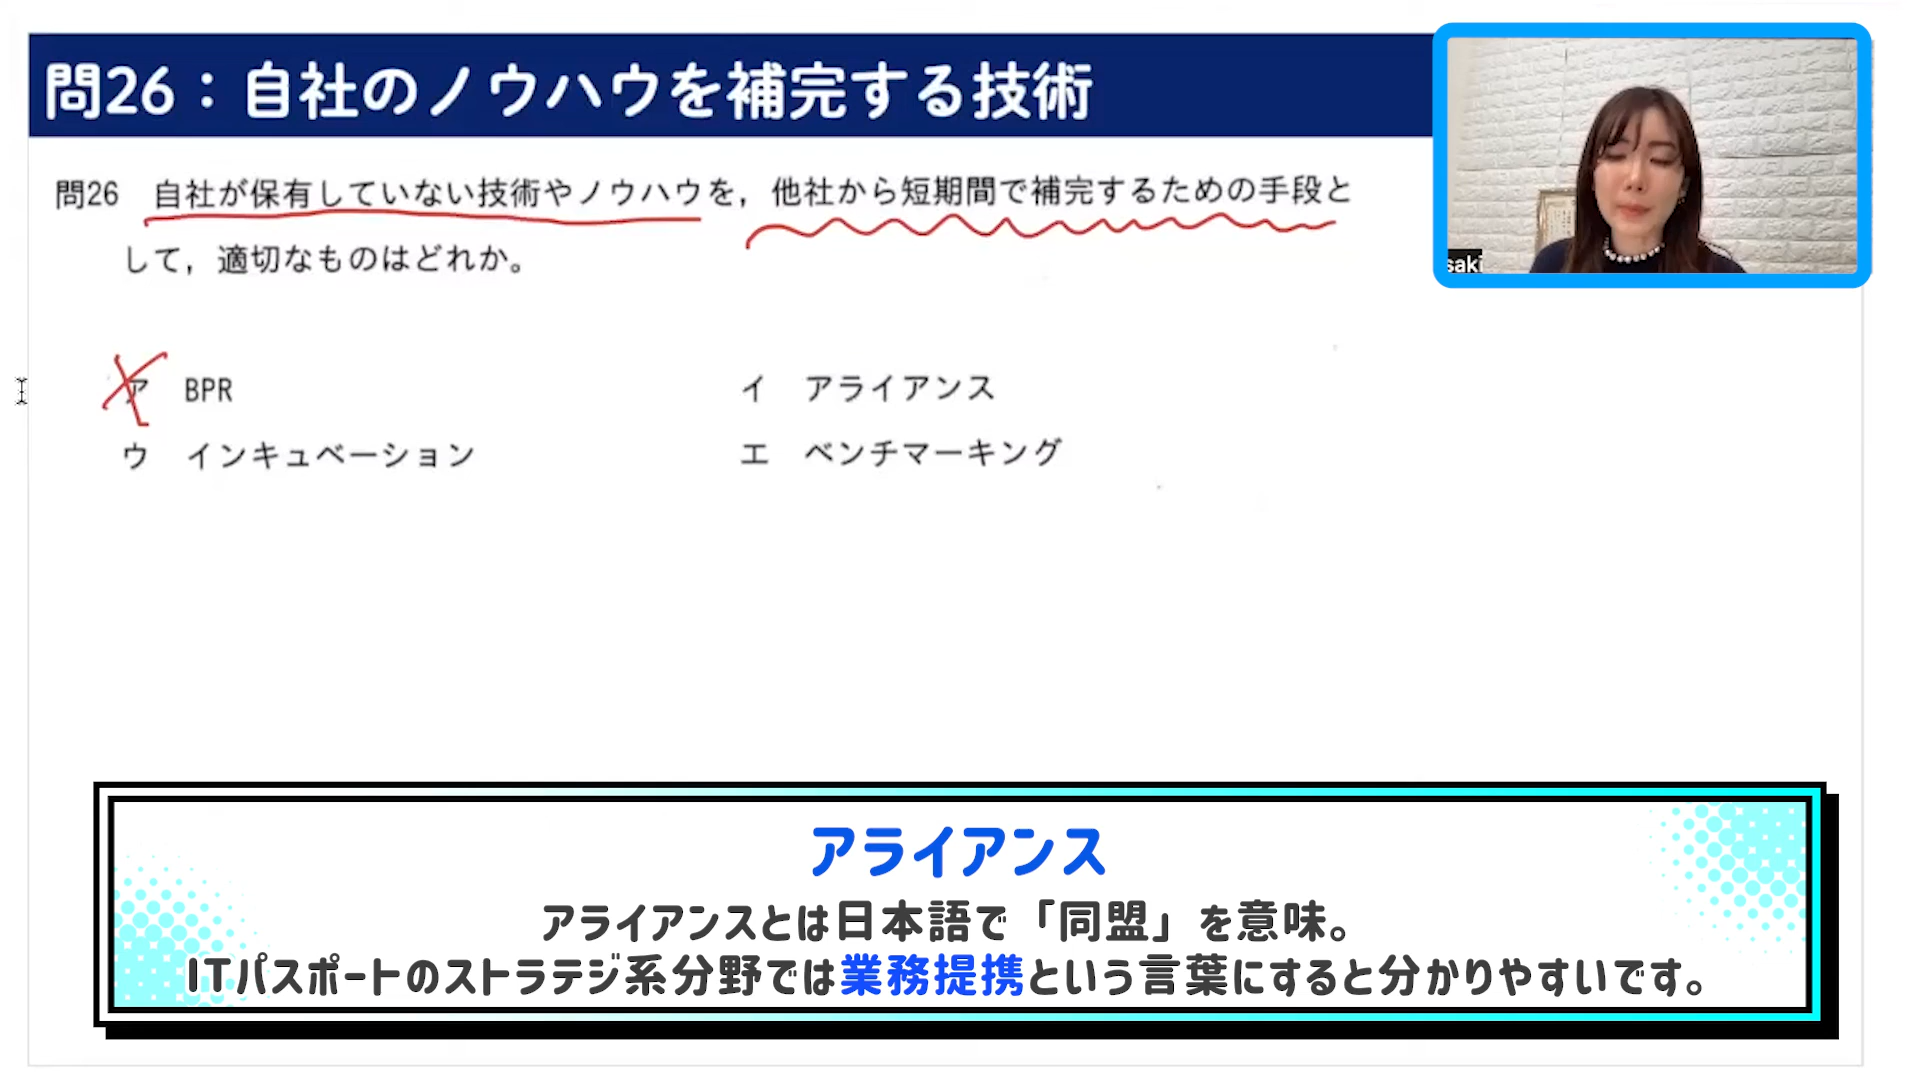 問26：自社のノウハウを補完する技術
問26　自社が保有していない技術やノウハウを，他社から短期間で補完するための手段と
して，適切なものはどれか。
ア　BPR
イ　アライアンス
ウ　インキュベーション
エ　ベンチマーキング
saki
アライアンス
アライアンスとは日本語で「同盟」を意味。
ITパスポートのストラテジ系分野では業務提携という言葉にすると分かりやすいです。